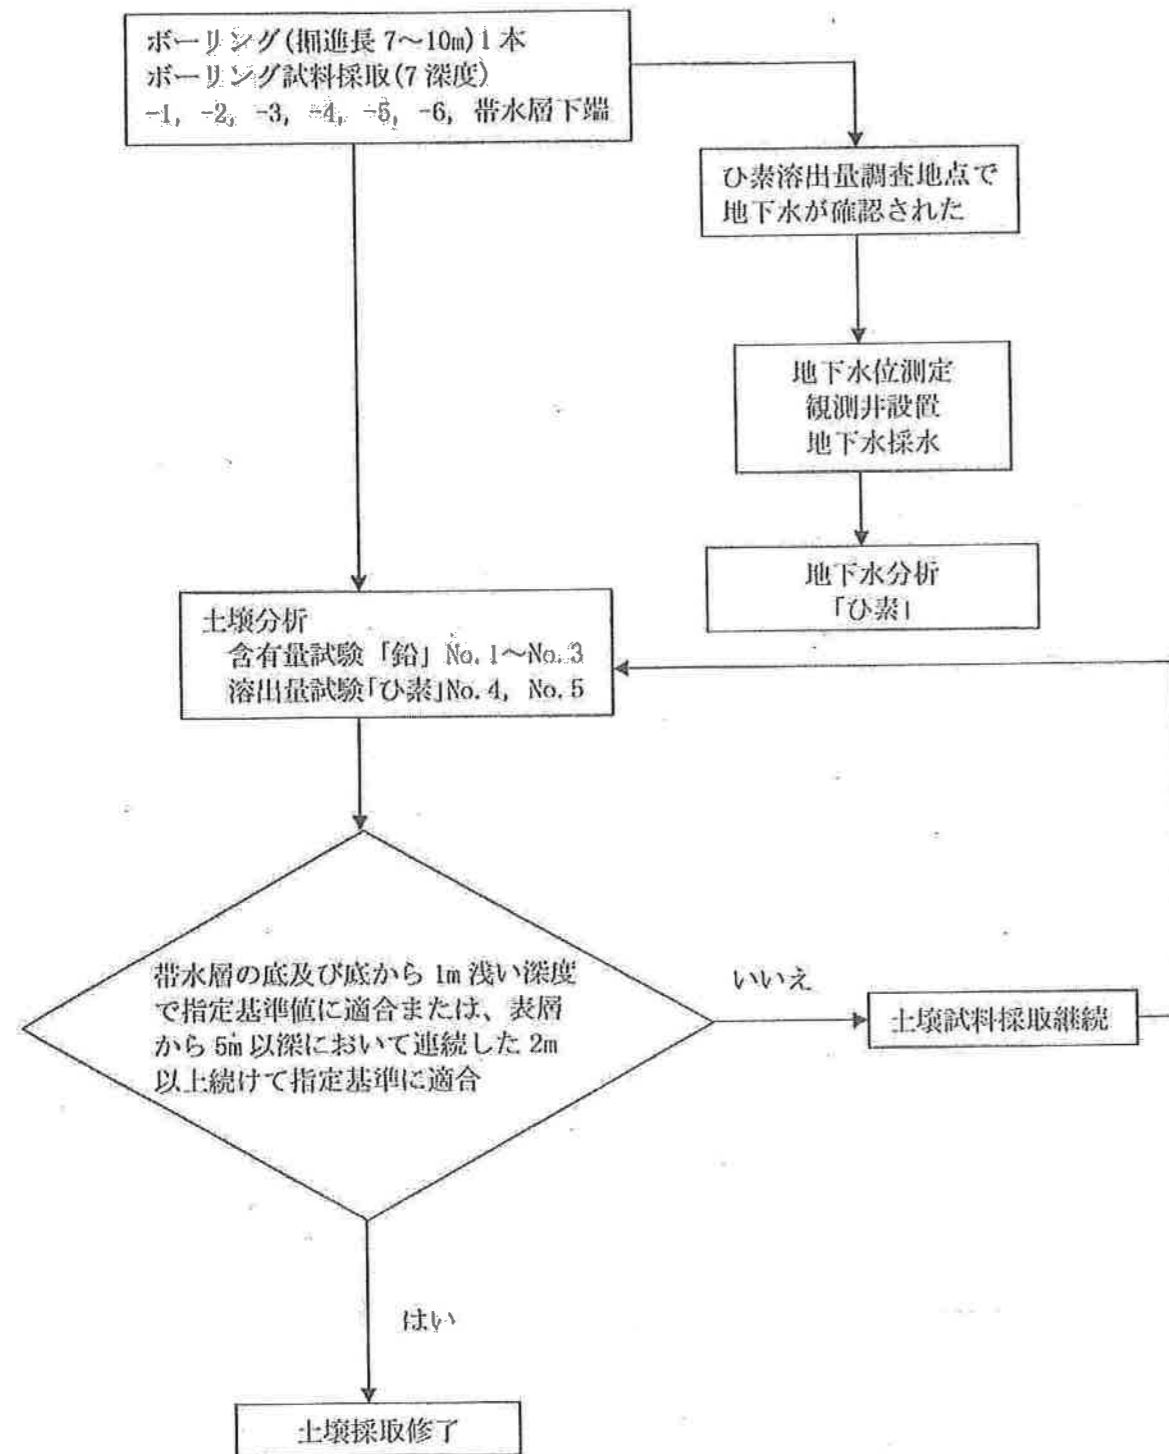 ボーリング(掘進長 7～10m)1 本
ボーリング試料採取(7 深度)
-1, -2, -3, -4, -5, -6, 帯水層下端
ひ素溶出量調査地点で
地下水が確認された
地下水位測定
観測井設置
地下水採水
地下水分析
「ひ素」
土壌分析
含有量試験「鉛」No.1～No.3
溶出量試験「ひ素」No.4, No.5
帯水層の底及び底から 1m 浅い深度
で指定基準値に適合または、表層
から 5m 以深において連続した 2m
以上続けて指定基準に適合
いいえ
土壌試料採取継続
はい
土壌採取修了